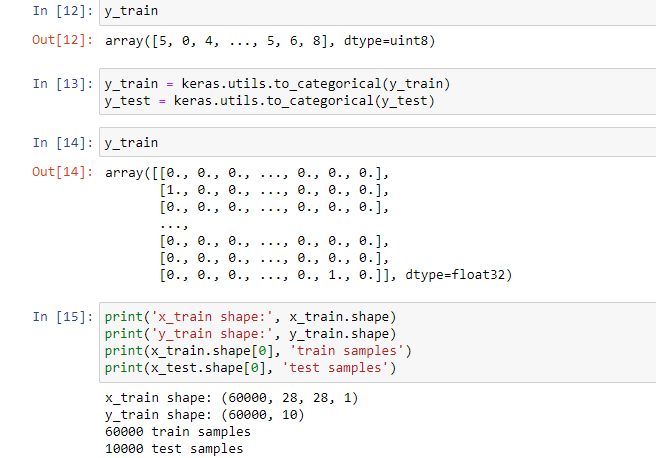 In [12]: y_train
Out[12]: array([5, 0, 4, ..., 5, 6, 8], dtype=uint8)
In [13]: y_train = keras.utils.to_categorical(y_train)
y_test = keras.utils.to_categorical(y_test)
In [14]: y_train
Out[14]: array([[0., 0., 0., ..., 0., 0., 0.],
[1., 0., 0., ..., 0., 0., 0.],
[0., 0., 0., ..., 0., 0., 0.],
...,
[0., 0., 0., ..., 0., 0., 0.],
[0., 0., 0., ..., 0., 0., 0.],
[0., 0., 0., ..., 0., 1., 0.]], dtype=float32)
In [15]: print('x_train shape:', x_train.shape)
print('y_train shape:', y_train.shape)
print(x_train.shape[0], 'train samples')
print(x_test.shape[0], 'test samples')
x_train shape: (60000, 28, 28, 1)
y_train shape: (60000, 10)
60000 train samples
10000 test samples